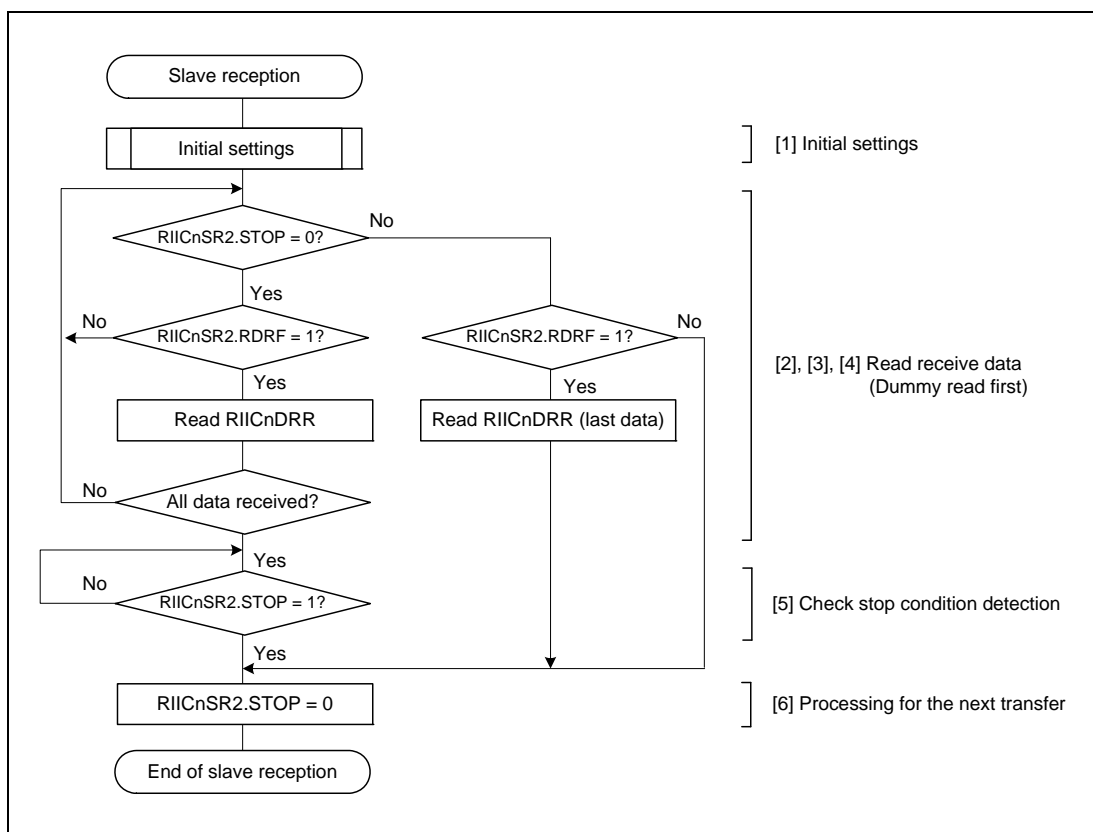 Slave reception
Initial settings
[1] Initial settings
No
RIICnSR2.STOP = 0?
Yes
No
RIICnSR2.RDRF = 1?
RIICnSR2.RDRF = 1?
No
[2], [3], [4] Read receive data
(Dummy read first)
Yes
Yes
Read RIICnDRR
Read RIICnDRR (last data)
No
All data received?
Yes
No
RIICnSR2.STOP = 1?
[5] Check stop condition detection
Yes
RIICnSR2.STOP = 0
[6] Processing for the next transfer
End of slave reception